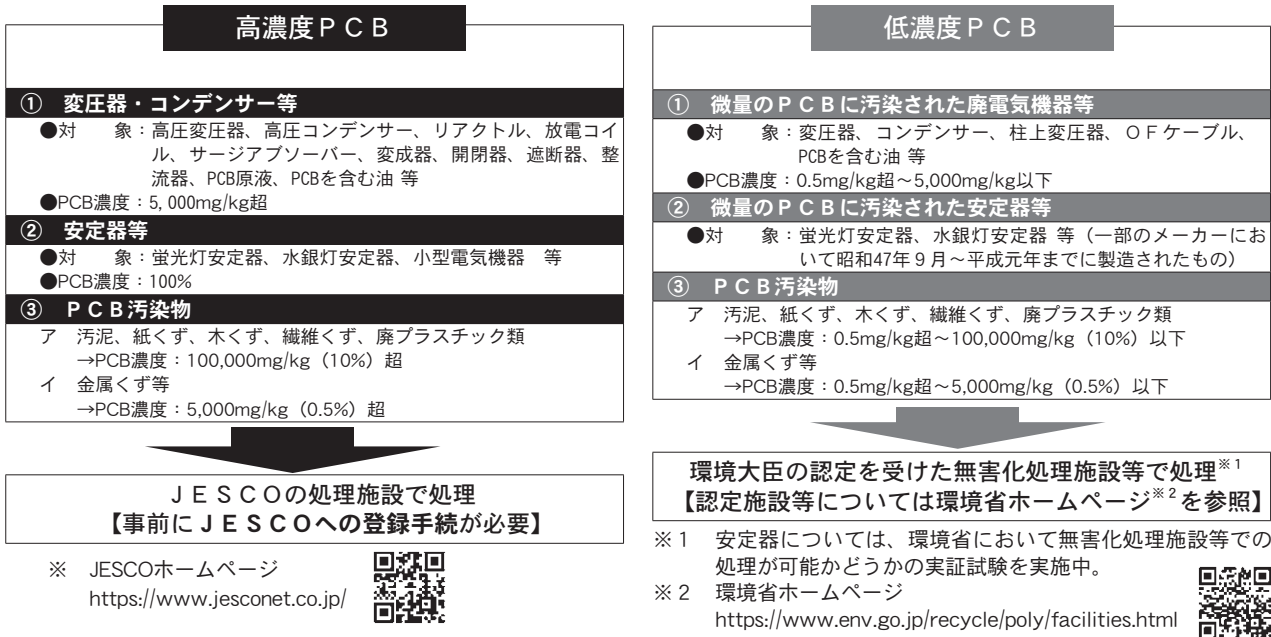 高濃度ＰＣＢ
① 変圧器・コンデンサー等
●対　　象：高圧変圧器、高圧コンデンサー、リアクトル、放電コイ
ル、サージアブソーバー、変成器、開閉器、遮断器、整
流器、PCB原液、PCBを含む油 等
●PCB濃度：5,000mg/kg超
② 安定器等
●対　　象：蛍光灯安定器、水銀灯安定器、小型電気機器　等
●PCB濃度：100%
③ ＰＣＢ汚染物
ア　汚泥、紙くず、木くず、繊維くず、廃プラスチック類
→PCB濃度：100,000mg/kg（10%）超
イ　金属くず等
→PCB濃度：5,000mg/kg（0.5%）超
ＪＥＳＣＯの処理施設で処理
【事前にＪＥＳＣＯへの登録手続が必要】
※　JESCOホームページ
https://www.jesconet.co.jp/
低濃度ＰＣＢ
① 微量のＰＣＢに汚染された廃電気機器等
●対　　象：変圧器、コンデンサー、柱上変圧器、ＯＦケーブル、
PCBを含む油 等
●PCB濃度：0.5mg/kg超～5,000mg/kg以下
② 微量のＰＣＢに汚染された安定器等
●対　　象：蛍光灯安定器、水銀灯安定器 等（一部のメーカーにお
いて昭和47年９月～平成元年までに製造されたもの）
③ ＰＣＢ汚染物
ア　汚泥、紙くず、木くず、繊維くず、廃プラスチック類
→PCB濃度：0.5mg/kg超～100,000mg/kg（10%）以下
イ　金属くず等
→PCB濃度：0.5mg/kg超～5,000mg/kg（0.5%）以下
環境大臣の認定を受けた無害化処理施設等で処理※１
【認定施設等については環境省ホームページ※２を参照】
※１　安定器については、環境省において無害化処理施設等での
処理が可能かどうかの実証試験を実施中。
※２　環境省ホームページ
https://www.env.go.jp/recycle/poly/facilities.html